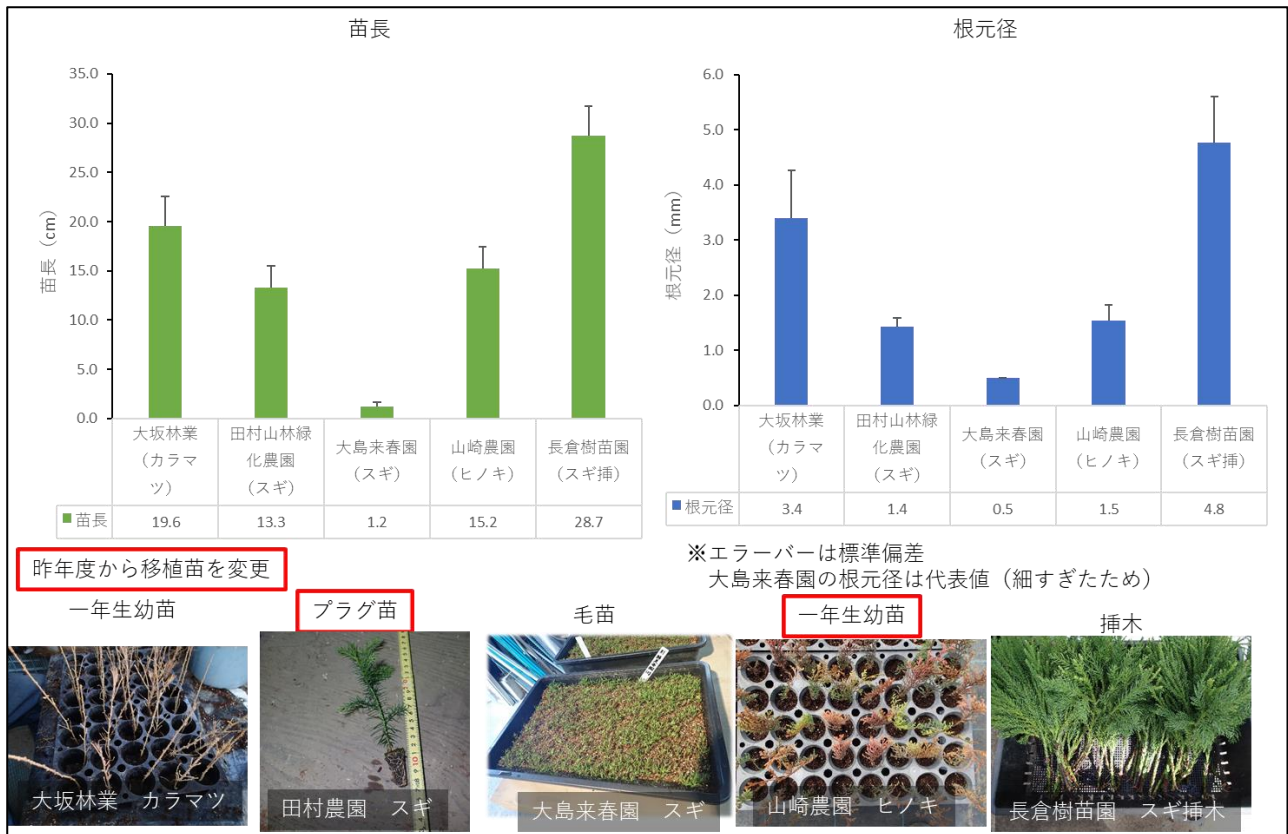 苗長
35.0
30.0
25.0
20.0
15.0
10.0
5.0
0.0
苗長（cm）
大坂林業
（カラマ
ツ）
田村山林緑
化農園
（スギ）
大島来春園
（スギ）
山崎農園
（ヒノキ）
長倉樹苗園
（スギ挿）
苗長 19.6 13.3 1.2 15.2 28.7
根元径
6.0
5.0
4.0
3.0
2.0
1.0
0.0
根元径（mm）
大坂林業
（カラマ
ツ）
田村山林緑
化農園
（スギ）
大島来春園
（スギ）
山崎農園
（ヒノキ）
長倉樹苗園
（スギ挿）
根元径 3.4 1.4 0.5 1.5 4.8
※エラーバーは標準偏差
大島来春園の根元径は代表値（細すぎたため）
昨年度から移植苗を変更
一年生幼苗
プラグ苗
毛苗
一年生幼苗
挿木
大坂林業 カラマツ
田村農園 スギ
大島来春園 スギ
山崎農園 ヒノキ
長倉樹苗園 スギ挿木